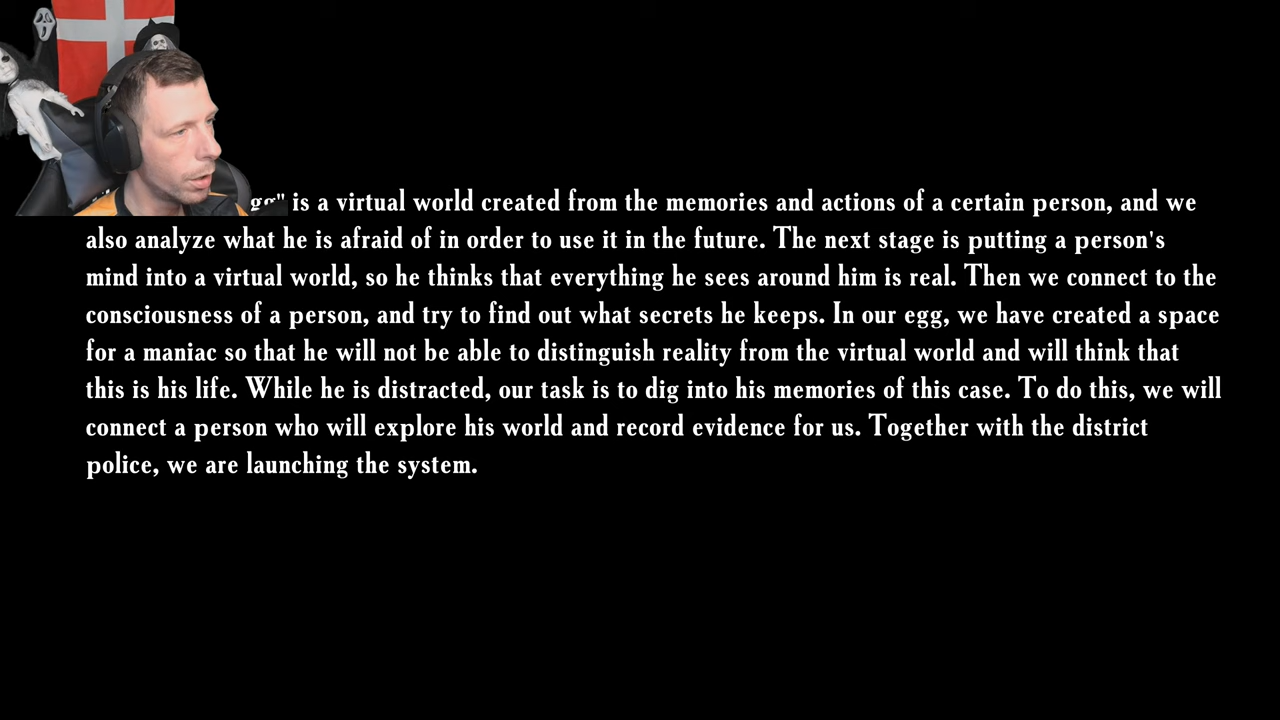 gg" is a virtual world created from the memories and actions of a certain person, and we
also analyze what he is afraid of in order to use it in the future. The next stage is putting a person's
mind into a virtual world, so he thinks that everything he sees around him is real. Then we connect to the
consciousness of a person, and try to find out what secrets he keeps. In our egg, we have created a space
for a maniac so that he will not be able to distinguish reality from the virtual world and will think that
this is his life. While he is distracted, our task is to dig into his memories of this case. To do this, we will
connect a person who will explore his world and record evidence for us. Together with the district
police, we are launching the system.